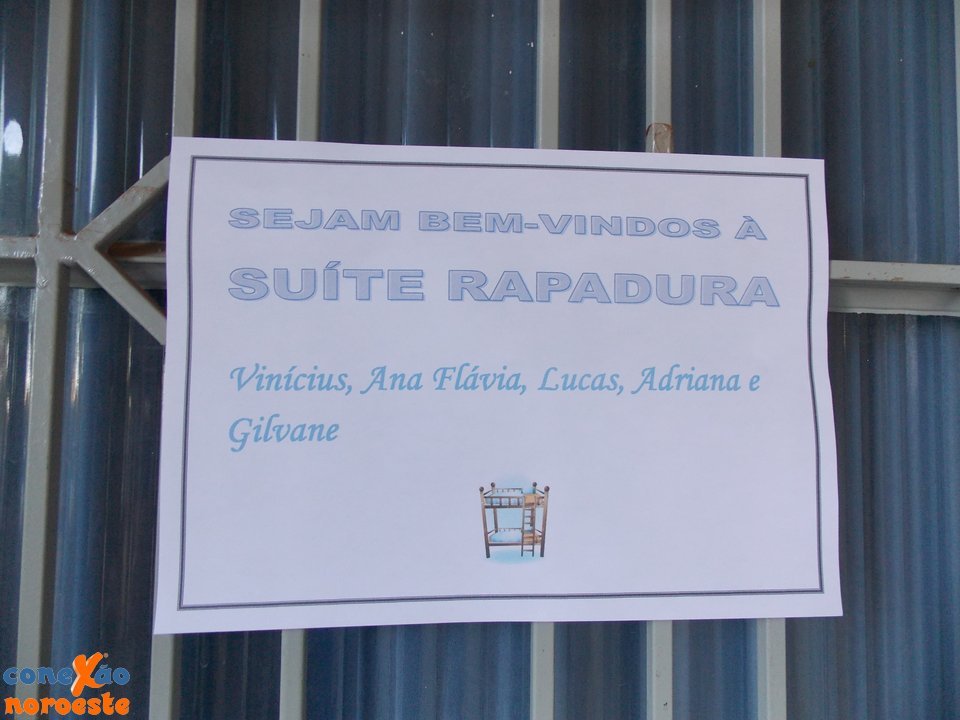 SEJAM BEM-VINDOS À
SUÍTE RAPADURA
Vinícius, Ana Flávia, Lucas, Adriana e
Gilvane
conexão
noroeste